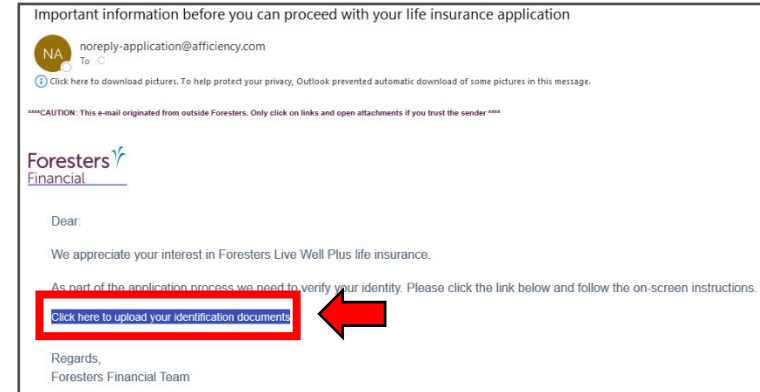 Important information before you can proceed with your life insurance application
NA
noreply-application@afficiency.com
To C
Click here to download pictures. To help protect your privacy, Outlook prevented automatic download of some pictures in this message.
****CAUTION: This e-mail originated from outside Foresters. Only click on links and open attachments if you trust the sender ****
Foresters
Financial
Dear:
We appreciate your interest in Foresters Live Well Plus life insurance.
As part of the application process we need to verify your identity. Please click the link below and follow the on-screen instructions.
Click here to upload your identification documents
Regards,
Foresters Financial Team